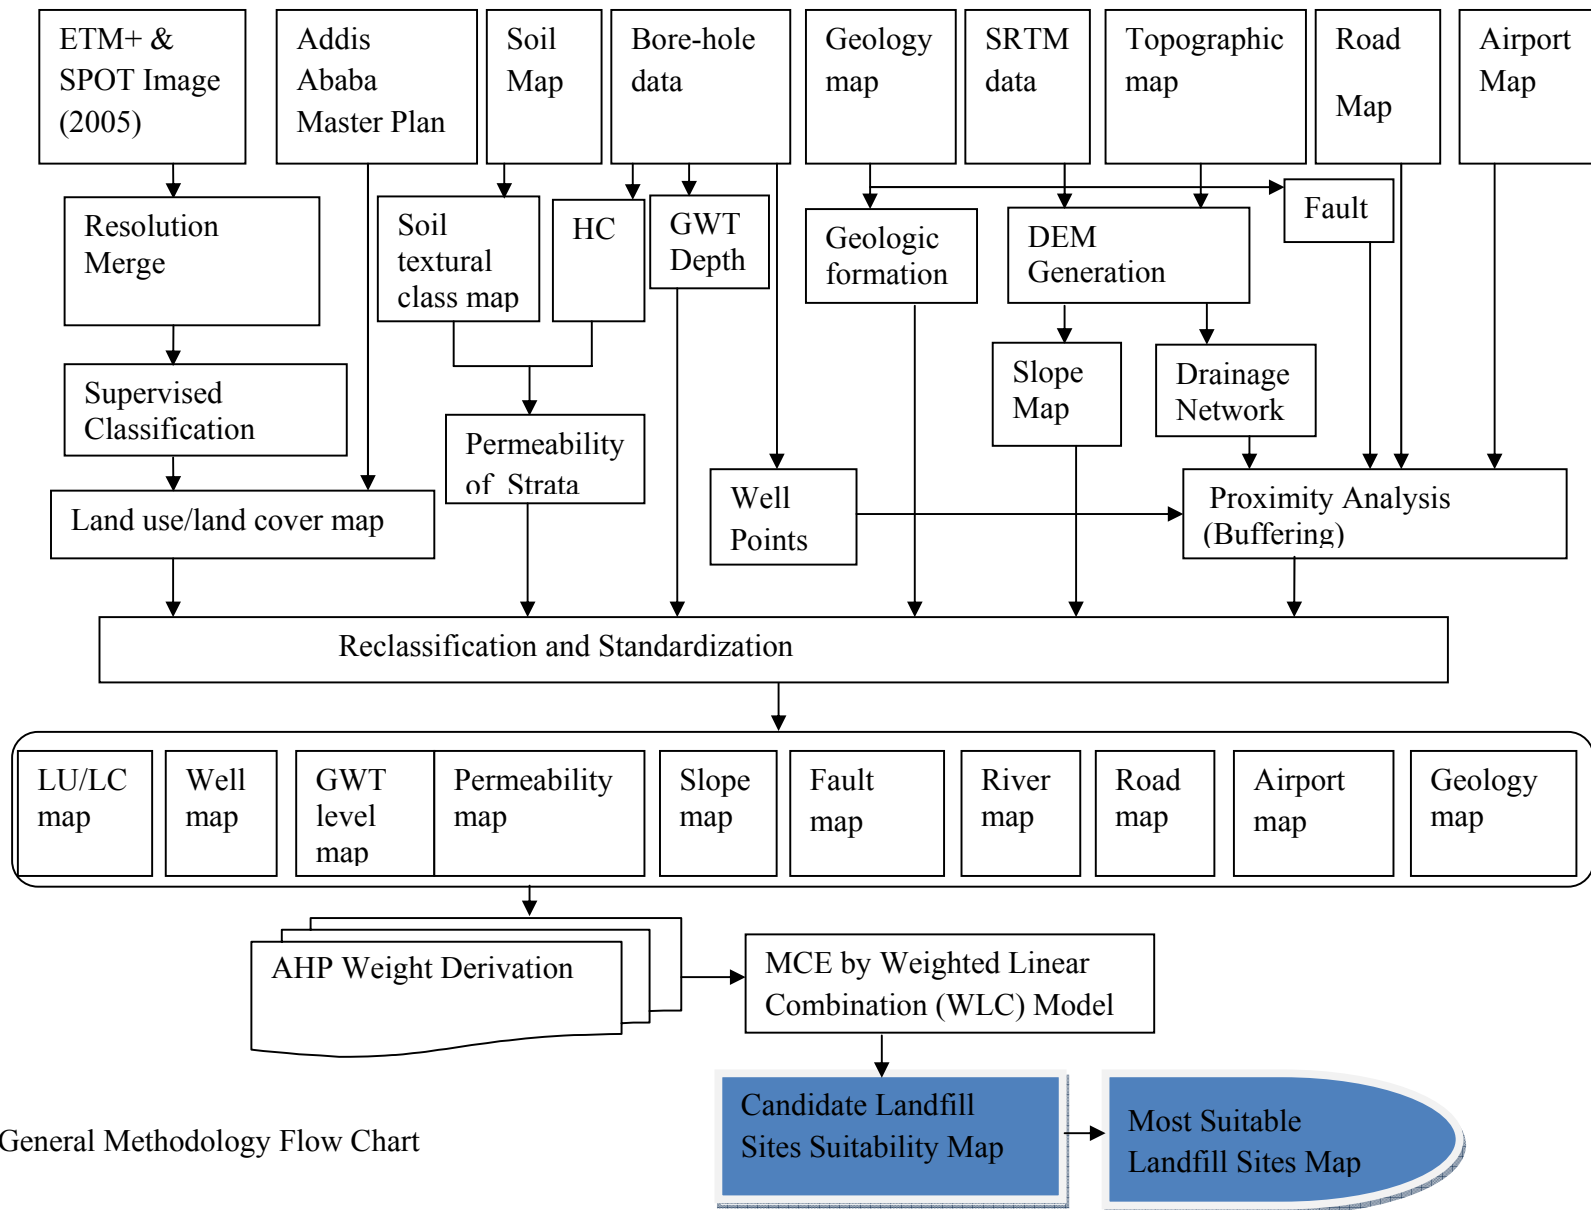 ETM+ &
SPOT Image
(2005)
Addis
Ababa
Master Plan
Soil
Map
Bore-hole
data
Geology
map
SRTM
data
Topographic
map
Road
Map
Airport
Map
Resolution
Merge
Soil
textural
class map
HC
GWT
Depth
Geologic
formation
DEM
Generation
Fault
Supervised
Classification
Slope
Map
Drainage
Network
Permeability
of Strata
Land use/land cover map
Well
Points
Proximity Analysis
(Buffering)
Reclassification and Standardization
LU/LC
map
Well
map
GWT
level
map
Permeability
map
Slope
map
Fault
map
River
map
Road
map
Airport
map
Geology
map
AHP Weight Derivation
MCE by Weighted Linear
Combination (WLC) Model
Candidate Landfill
Sites Suitability Map
Most Suitable
Landfill Sites Map
General Methodology Flow Chart